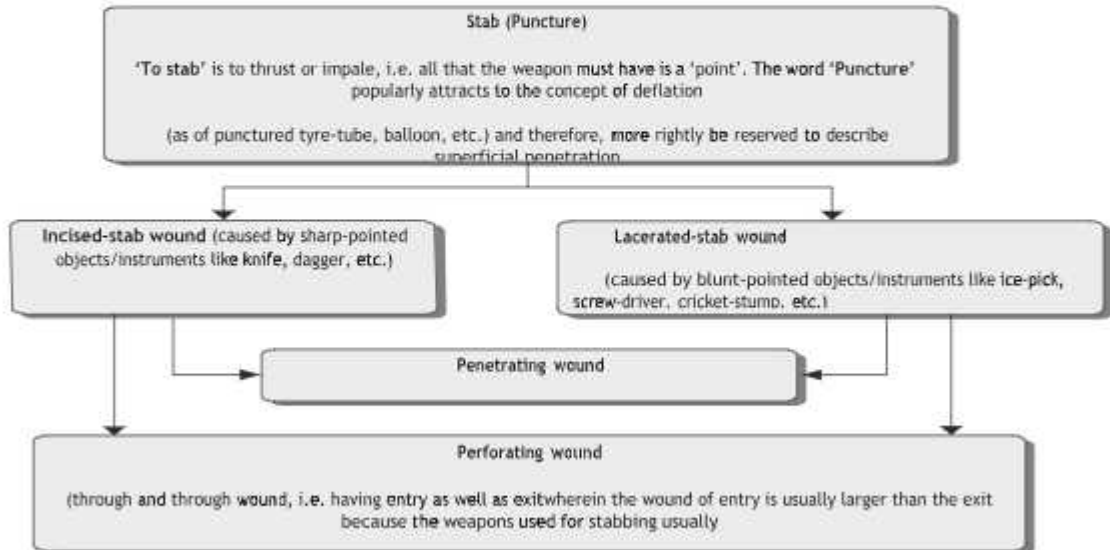 Stab (Puncture)
‘To stab’ is to thrust or impale, i.e. all that the weapon must have is a ‘point’. The word ‘Puncture’
popularly attracts to the concept of deflation
(as of punctured tyre-tube, balloon, etc.) and therefore, more rightly be reserved to describe
superficial penetration
Incised-stab wound (caused by sharp-pointed
objects/instruments like knife, dagger, etc.)
Lacerated-stab wound
(caused by blunt-pointed objects/instruments like ice-pick,
screw-driver, cricket-stump, etc.)
Penetrating wound
Perforating wound
(through and through wound, i.e. having entry as well as exitwherein the wound of entry is usually larger than the exit
because the weapons used for stabbing usually